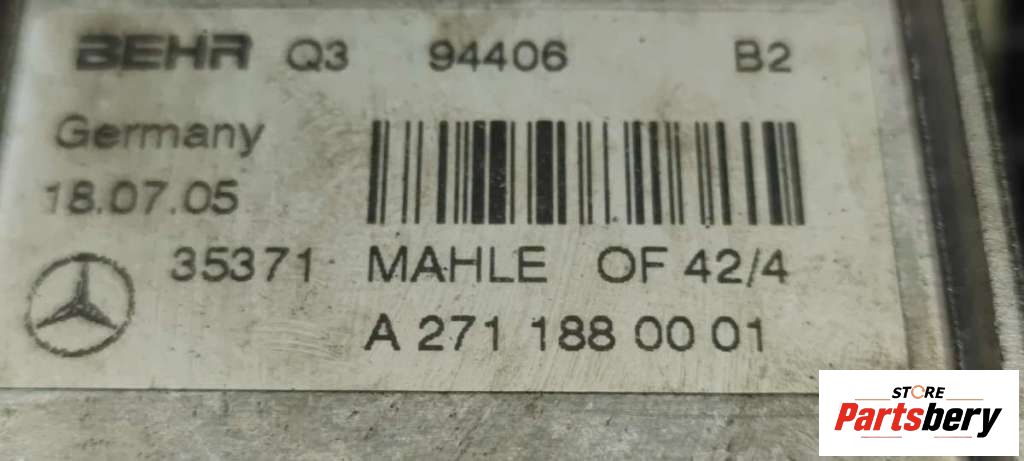 BEHR Q3 94406 B2
Germany
18.07.05
35371 MAHLE OF 42/4
A 271 188 00 01
STORE
Partsbery